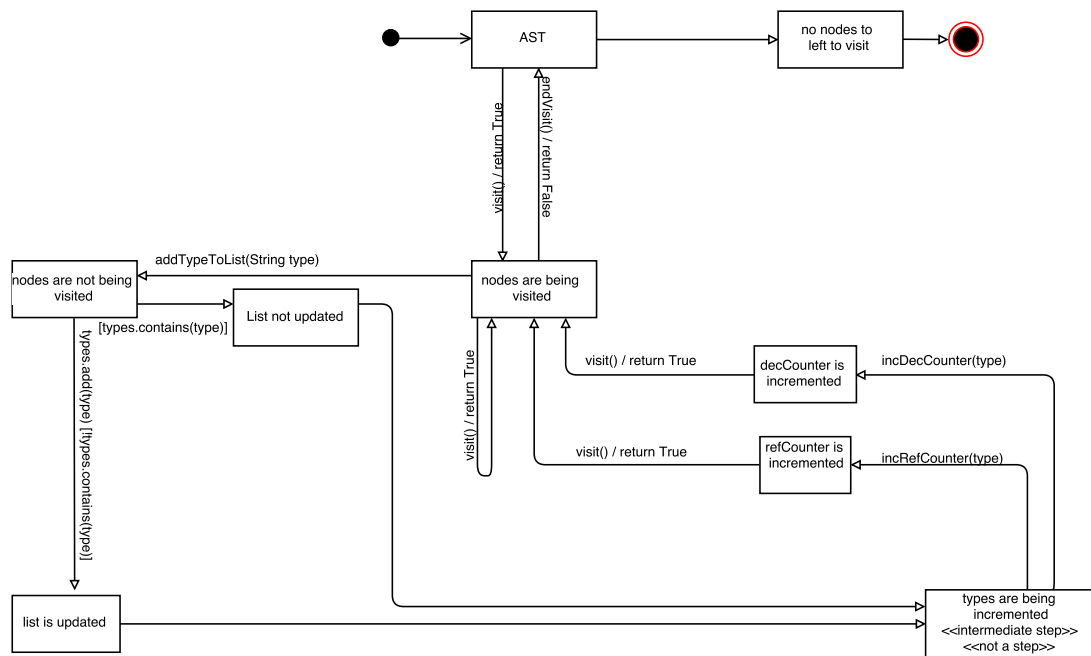 AST
no nodes to
left to visit
visit() / return True
endVisit() / return False
addTypeToList(String type)
nodes are not being
visited
nodes are being
visited
List not updated
[types.contains(type)]
types.add(type) [!types.contains(type)]
visit() / return True
visit() / return True
decCounter is
incremented
incDecCounter(type)
visit() / return True
refCounter is
incremented
incRefCounter(type)
list is updated
types are being
incremented
<<intermediate step>>
<<not a step>>